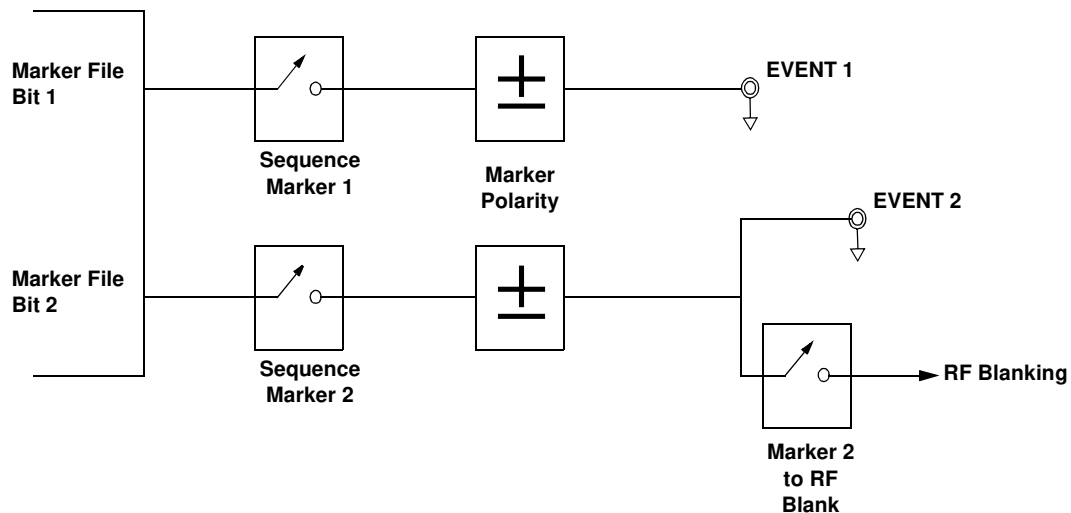 Marker File
Bit 1
EVENT 1
Sequence
Marker 1
Marker
Polarity
EVENT 2
Marker File
Bit 2
Sequence
Marker 2
RF Blanking
Marker 2
to RF
Blank